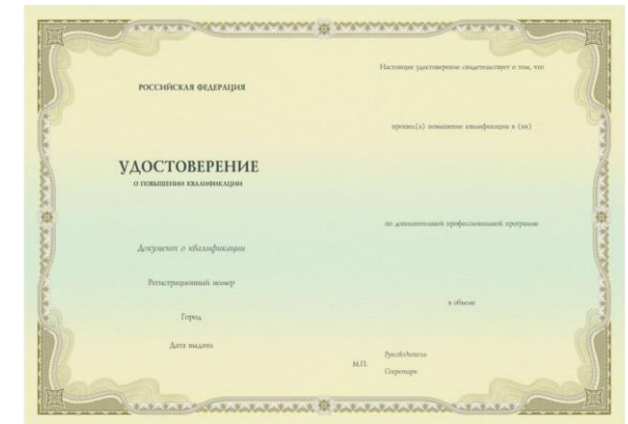 РОССИЙСКАЯ ФЕДЕРАЦИЯ
УДОСТОВЕРЕНИЕ
О ПОВЫШЕНИИ КВАЛИФИКАЦИИ
Документ о квалификации
Регистрационный номер
Город
Дата выдачи
Настоящее удостоверение свидетельствует о том, что
прошел(а) повышение квалификации в (на)
по дополнительной профессиональной программе
в объеме
Руководитель
М.П.
Секретарь